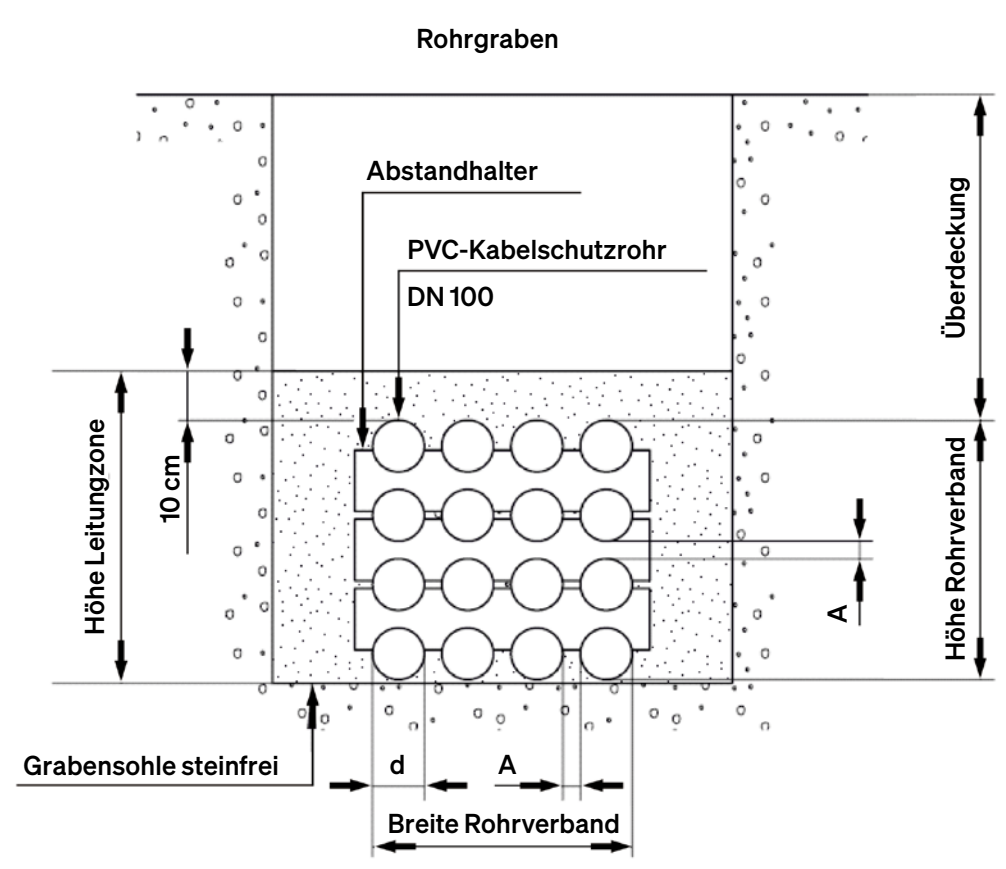 Rohrgraben
Abstandhalter
PVC-Kabelschutzrohr
DN 100
Überdeckung
Höhe Leitungzone
10 cm
Höhe Rohrverband
A
Grabensohle steinfrei
d
A
Breite Rohrverband